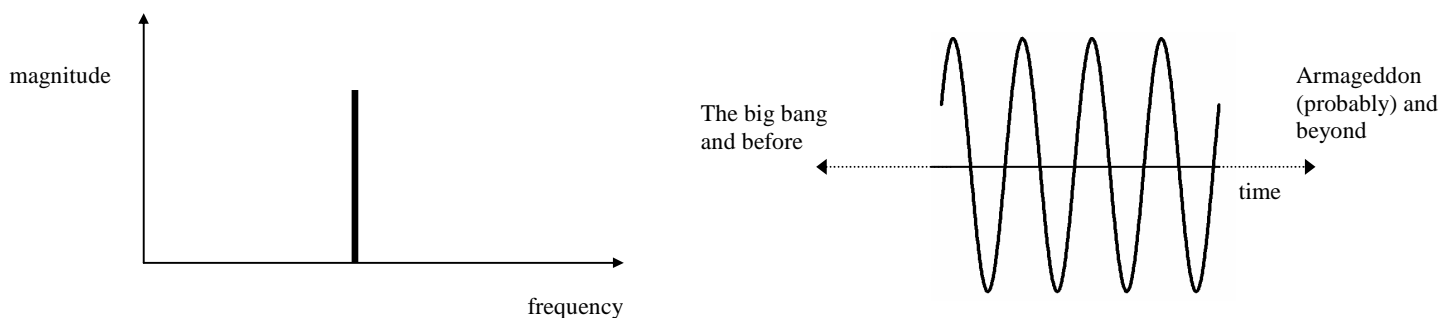 magnitude
frequency
The big bang
and before
Armageddon
(probably) and
beyond
time